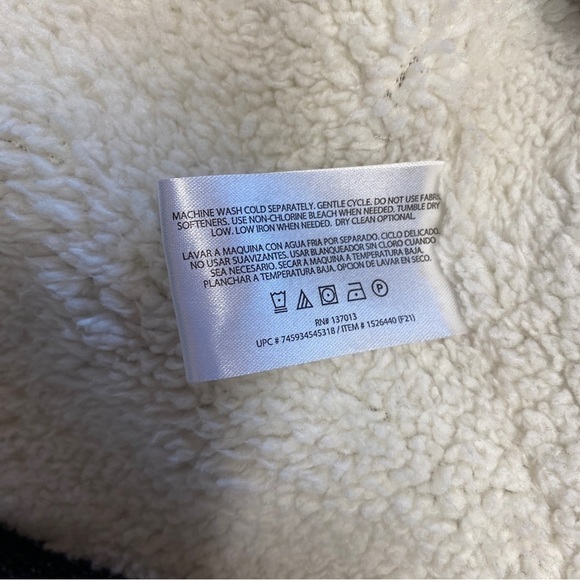 MACHINE WASH COLD SEPARATELY. GENTLE CYCLE. DO NOT USE FABRIC
SOFTENERS. USE NON-CHLORINE BLEACH WHEN NEEDED. TUMBLE DRY
LOW. LOW IRON WHEN NEEDED. DRY CLEAN OPTIONAL.
LAVAR A MAQUINA CON AGUA FRIA POR SEPARADO. CICLO DELICADO.
NO USAR SUAVIZANTES. USAR BLANQUEADOR SIN CLORO CUANDO
SEA NECESARIO. SECAR A MAQUINA A TEMPERATURA BAJA.
PLANCHAR A TEMPERATURA BAJA. OPCION DE LAVAR EN SECO.
P
RN# 137013
UPC # 745934545318 / ITEM # 1526440 (F21)